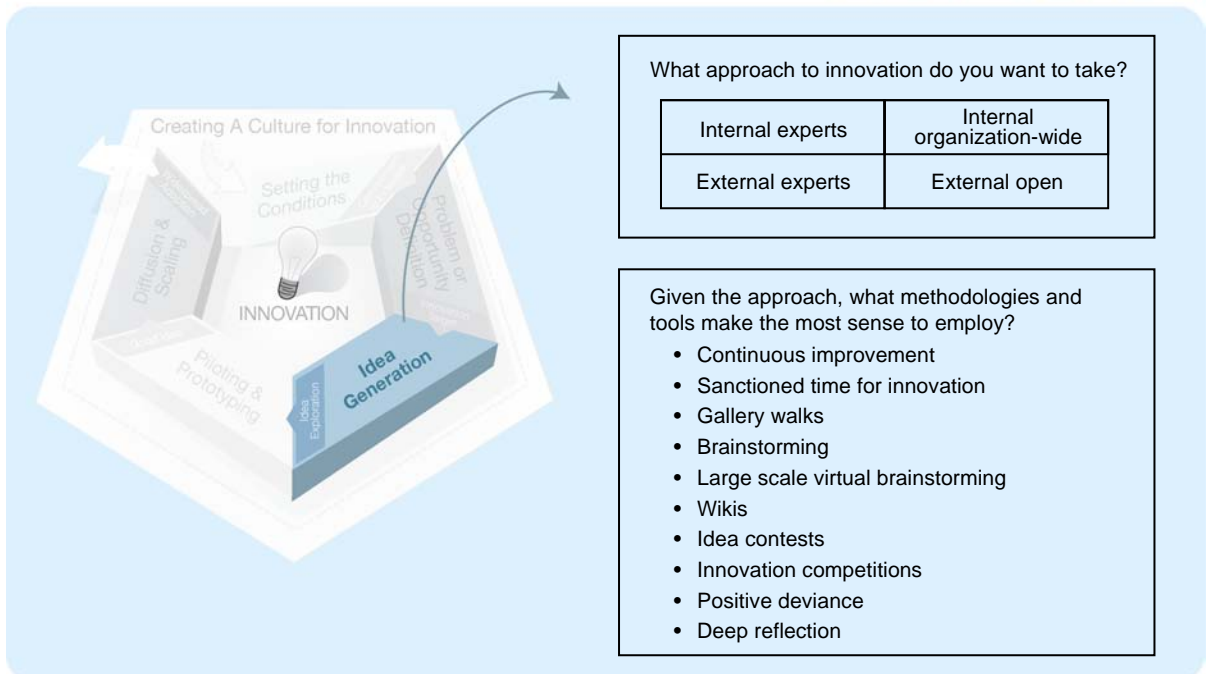 Creating A Culture for Innovation
Setting the
Conditions
Problem or
Opportunity
Definition
Diffusion &
Scaling
INNOVATION
Piloting &
Prototyping
Idea
Generation
Idea
Exploration
What approach to innovation do you want to take?
Internal experts
Internal
organization-wide
External experts
External open
Given the approach, what methodologies and
tools make the most sense to employ?
• Continuous improvement
• Sanctioned time for innovation
• Gallery walks
• Brainstorming
• Large scale virtual brainstorming
• Wikis
• Idea contests
• Innovation competitions
• Positive deviance
• Deep reflection